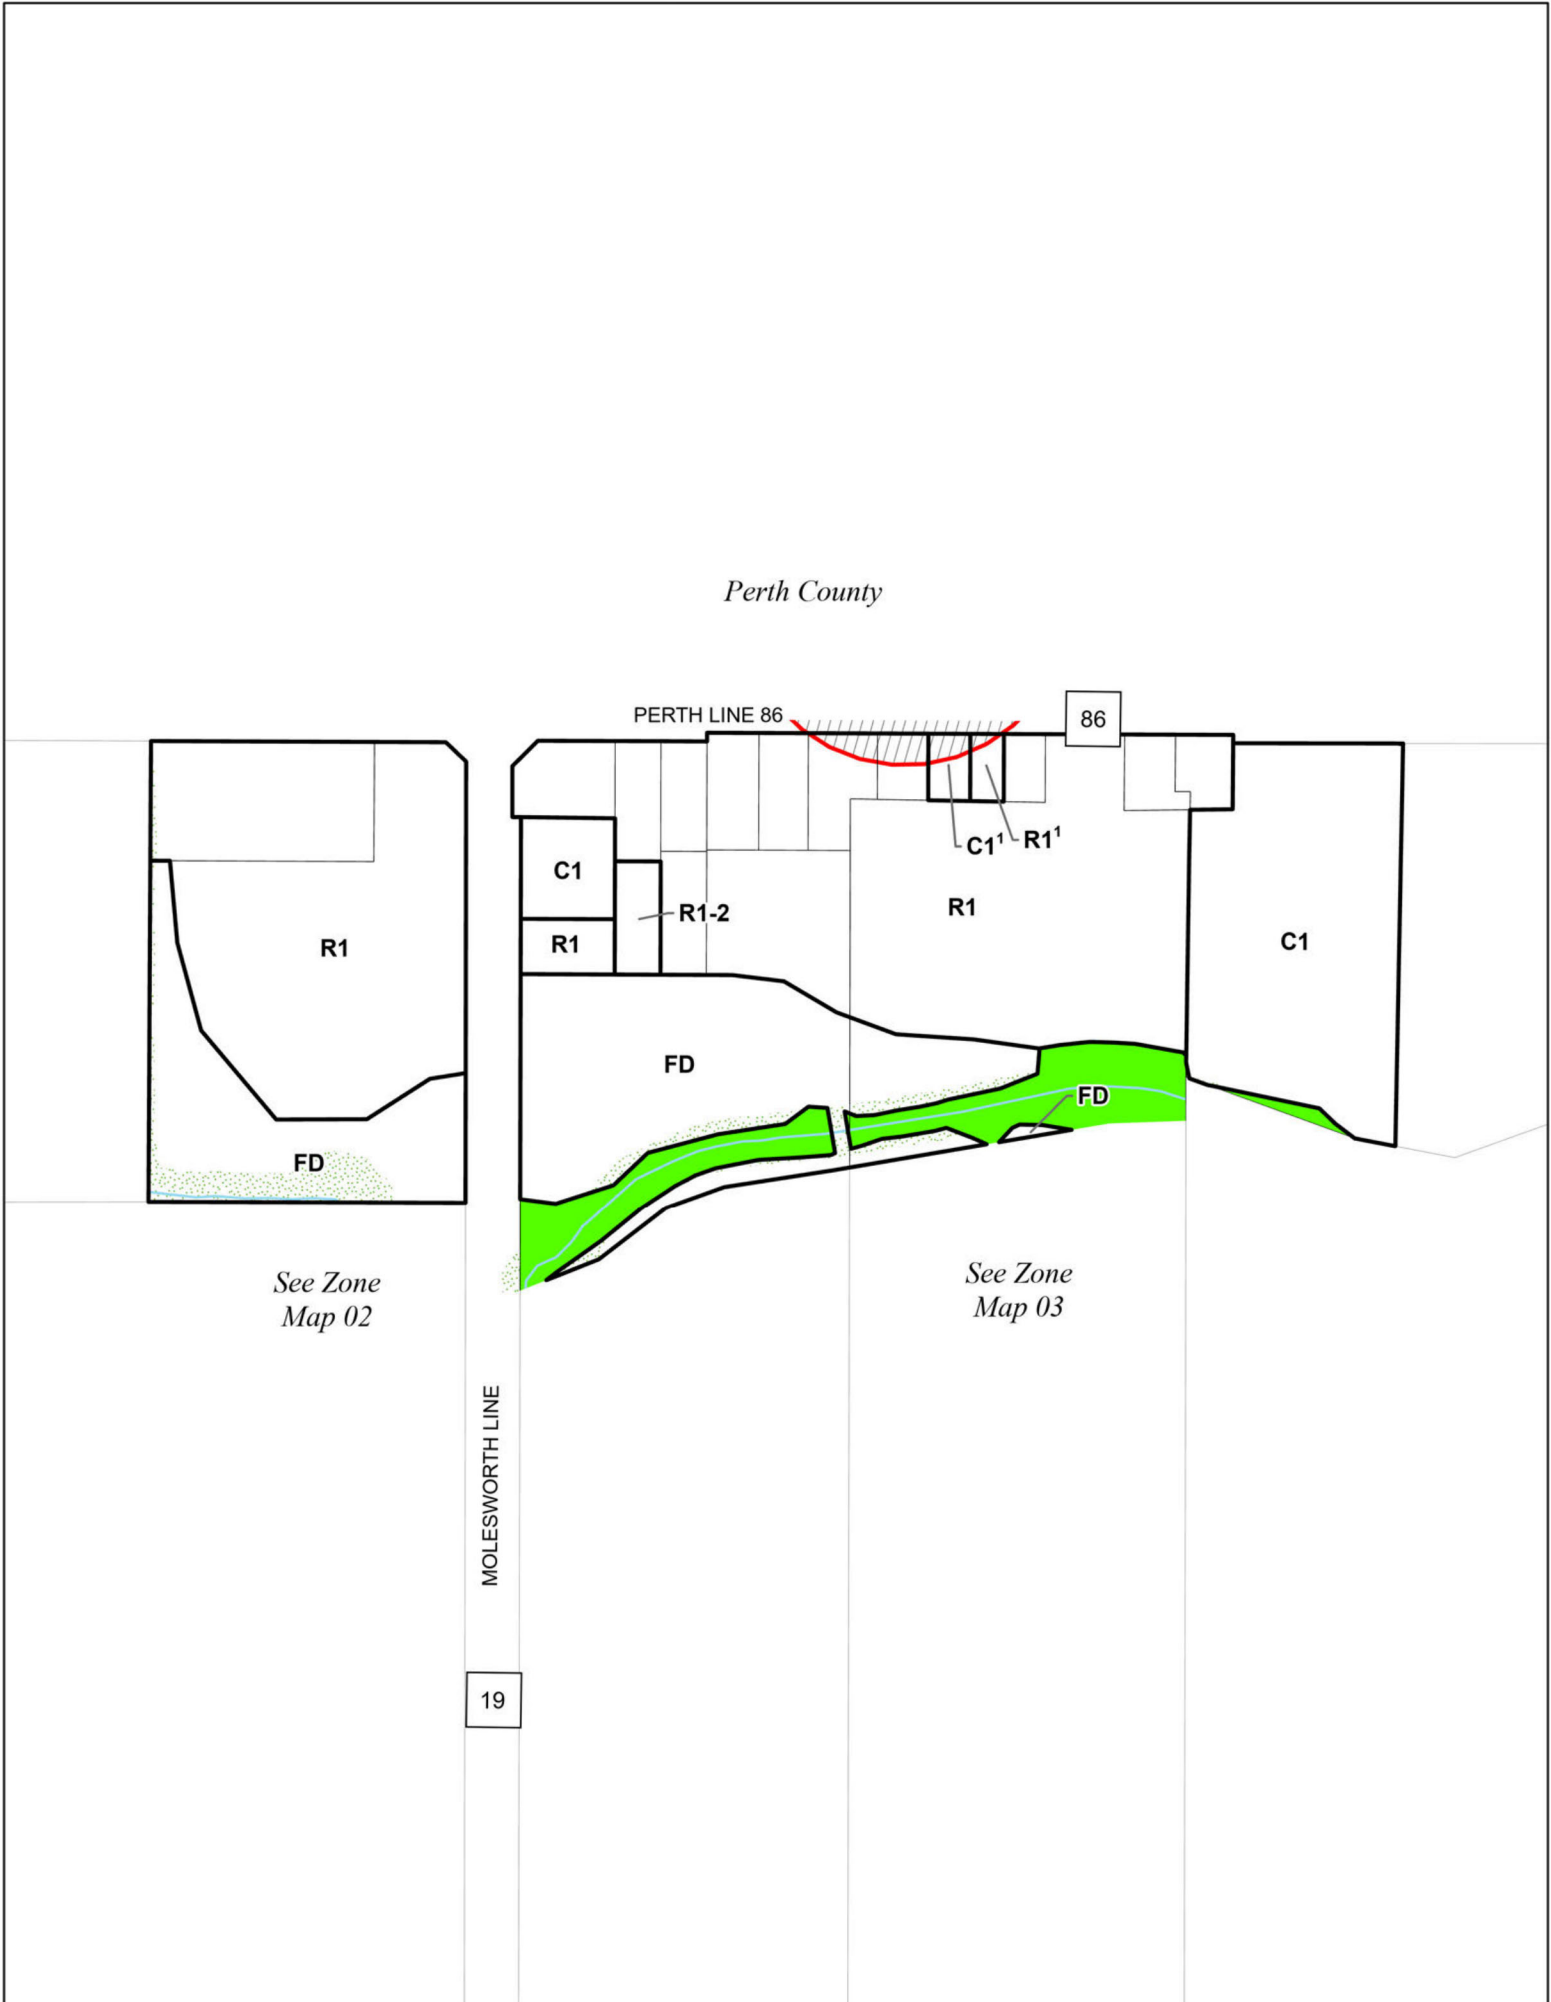 Perth County
PERTH LINE 86
86
C1¹
R1¹
C1
R1-2
R1
R1
R1
C1
FD
FD
FD
See Zone
Map 02
See Zone
Map 03
MOLESWORTH LINE
19